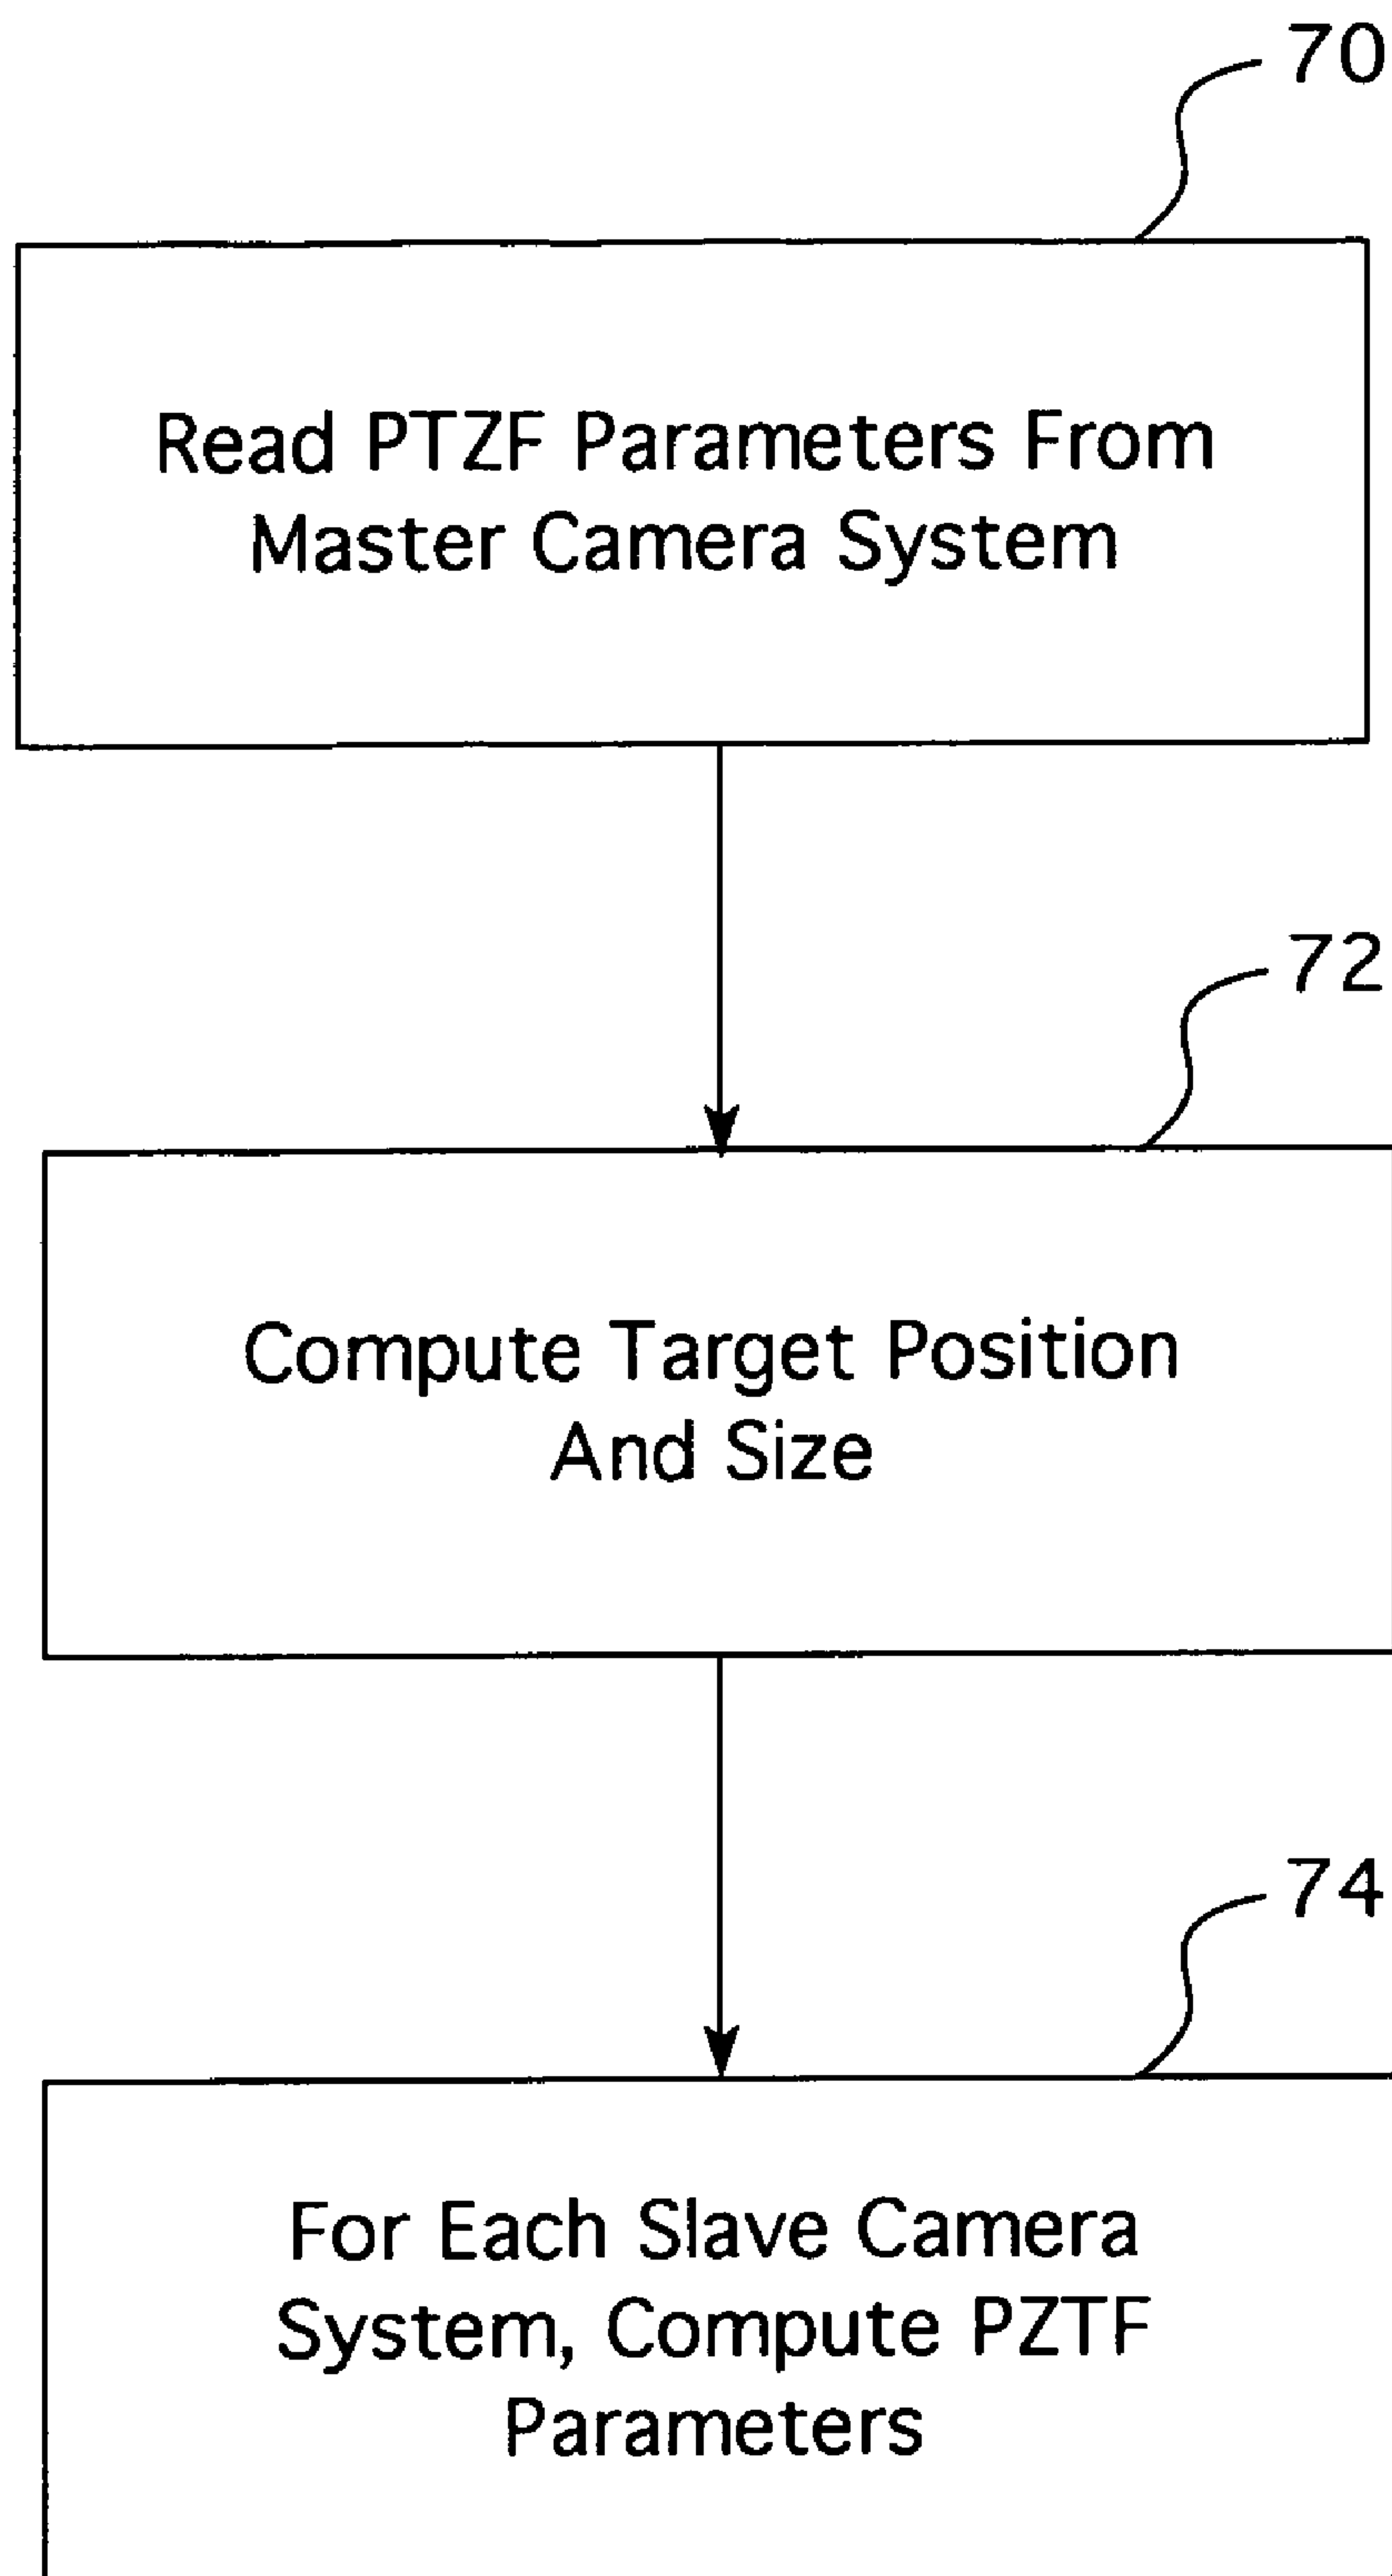 70
Read PTZF Parameters From
Master Camera System
72
Compute Target Position
And Size
74
For Each Slave Camera
System, Compute PZTF
Parameters